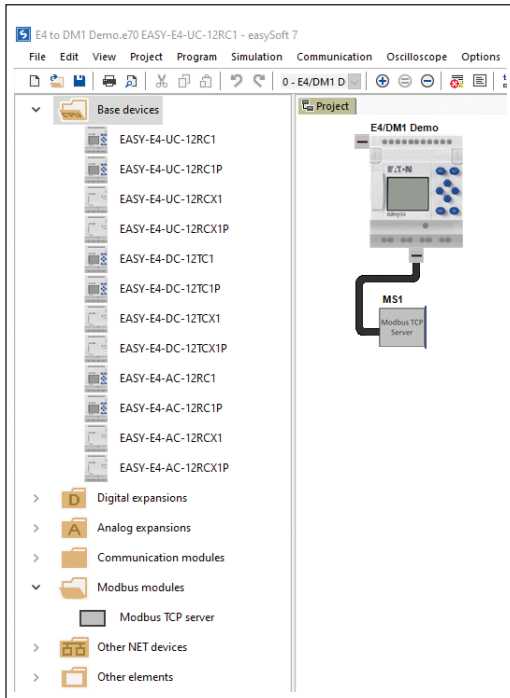 E4 to DM1 Demo.e70 EASY-E4-UC-12RC1 - easySoft 7
File Edit View Project Program Simulation Communication Oscilloscope Options
0 - E4/DM1 D
Base devices
EASY-E4-UC-12RC1
EASY-E4-UC-12RC1P
EASY-E4-UC-12RCX1
EASY-E4-UC-12RCX1P
EASY-E4-DC-12TC1
EASY-E4-DC-12TC1P
EASY-E4-DC-12TCX1
EASY-E4-DC-12TCX1P
EASY-E4-AC-12RC1
EASY-E4-AC-12RC1P
EASY-E4-AC-12RCX1
EASY-E4-AC-12RCX1P
D Digital expansions
A Analog expansions
Communication modules
Modbus modules
Modbus TCP server
Other NET devices
Other elements
Project
E4/DM1 Demo
EATON
MS1
Modbus TCP
Server